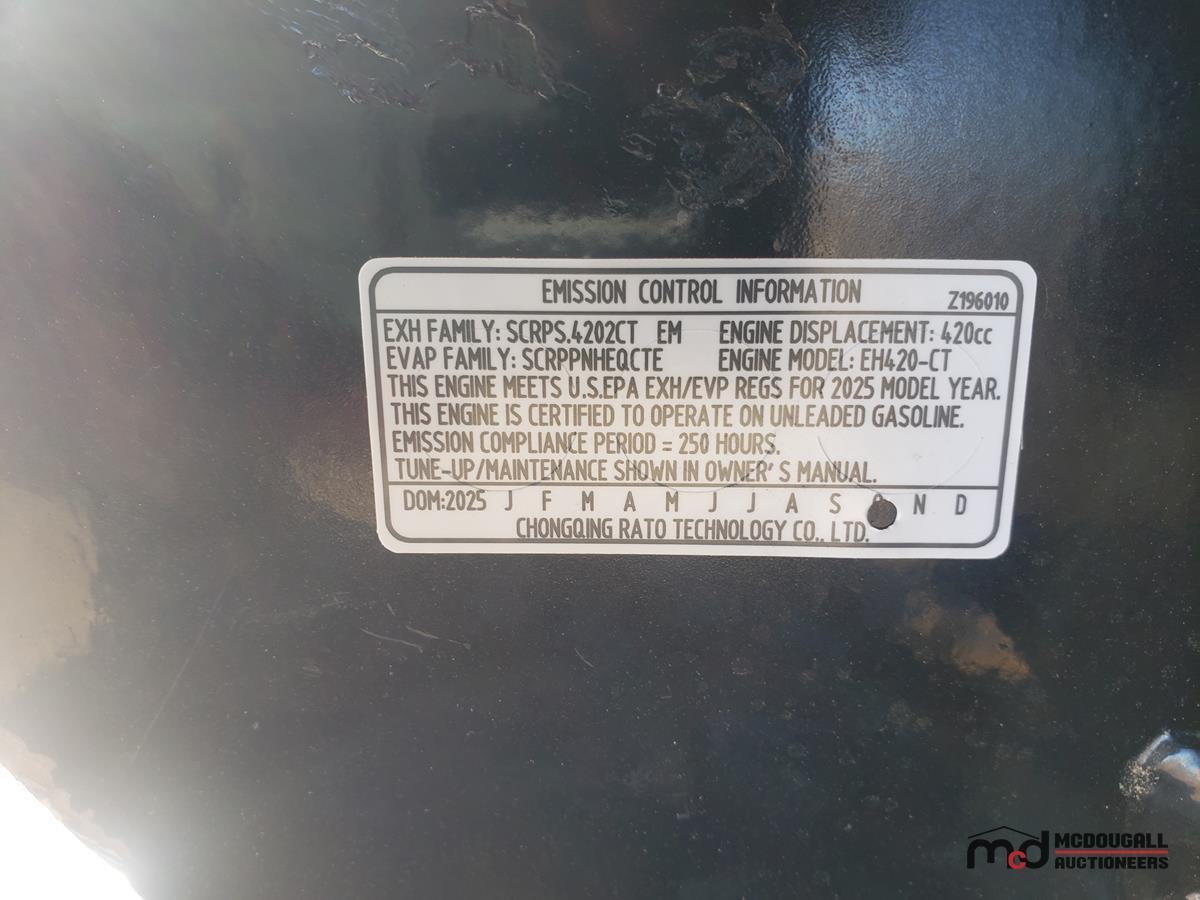 EMISSION CONTROL INFORMATION Z196010
EXH FAMILY: SCRPS.4202CT EM ENGINE DISPLACEMENT: 420cc
EVAP FAMILY: SCRPPNHEQCTE ENGINE MODEL: EH420-CT
THIS ENGINE MEETS U.S.EPA EXH/EVP REGS FOR 2025 MODEL YEAR.
THIS ENGINE IS CERTIFIED TO OPERATE ON UNLEADED GASOLINE.
EMISSION COMPLIANCE PERIOD = 250 HOURS.
TUNE-UP/MAINTENANCE SHOWN IN OWNER'S MANUAL.
DOM:2025 J F M A M J J A S N D
CHONGQING RATO TECHNOLOGY CO., LTD.
mcd MCDOUGALL
AUCTIONEERS